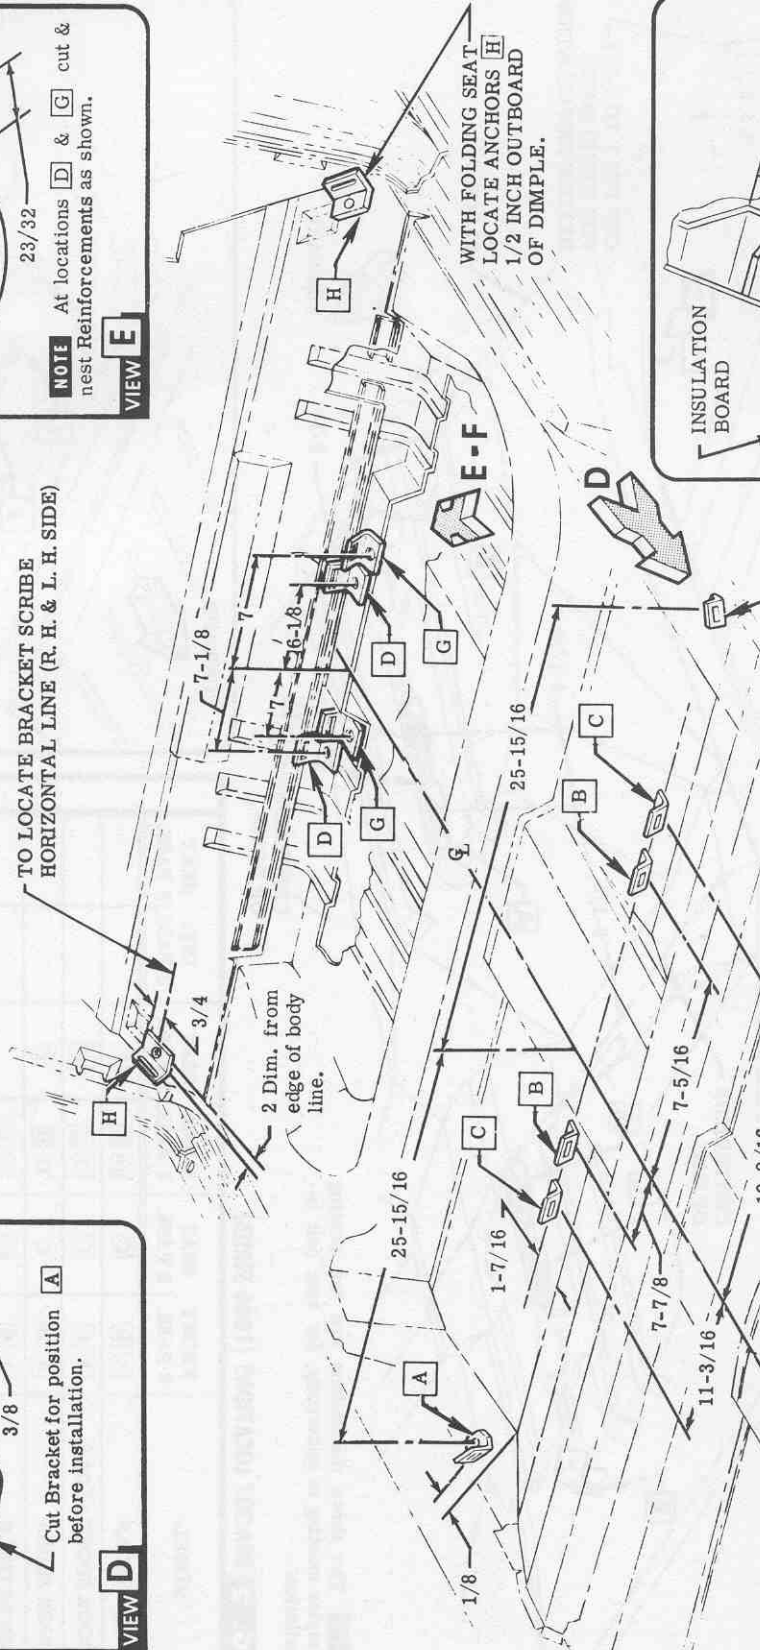 23/32
NOTE At locations D & G cut &
nest Reinforcements as shown.
VIEW E
3/8
Cut Bracket for position A
before installation.
VIEW D
TO LOCATE BRACKET SCRIBE
HORIZONTAL LINE (R. H. & L. H. SIDE)
WITH FOLDING SEAT
LOCATE ANCHORS H
1/2 INCH OUTBOARD
OF DIMPLE.
H
H
3/4
2 Dim. from
edge of body
line.
7-1/8
7
7
6-1/8
D
G
D
G
E-F
D
INSULATION
BOARD
CL
25-15/16
25-15/16
A
1/8
C
B
B
C
1-7/16
7-5/16
7-7/8
11-3/16